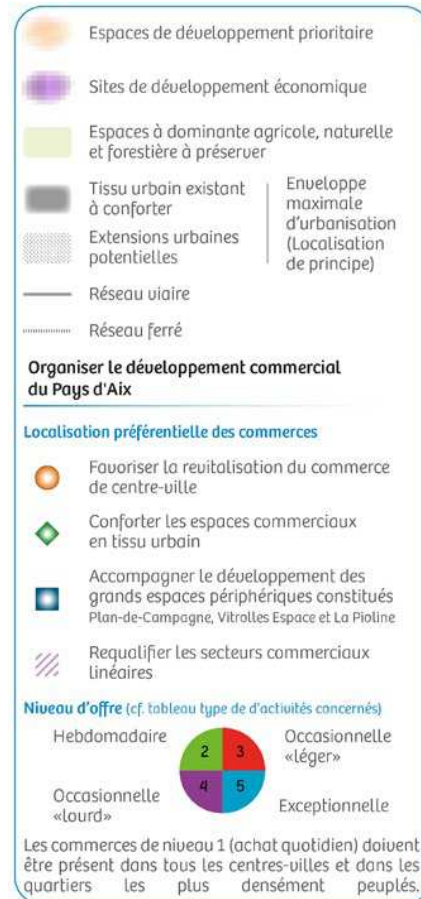 Espaces de développement prioritaire
Sites de développement économique
Espaces à dominante agricole, naturelle
et forestière à préserver
Tissu urbain existant
à conforter
Extensions urbaines
potentielles
Enveloppe
maximale
d'urbanisation
(Localisation
de principe)
Réseau viaire
Réseau ferré
Organiser le développement commercial
du Pays d'Aix
Localisation préférentielle des commerces
Favoriser la revitalisation du commerce
de centre-ville
Conforter les espaces commerciaux
en tissu urbain
Accompagner le développement des
grands espaces périphériques constitués
Plan-de-Campagne, Vitrolles Espace et La Pioline
Requalifier les secteurs commerciaux
linéaires
Niveau d'offre (cf. tableau type de d'activités concernés)
Hebdomadaire
2
3
Occasionnelle
«léger»
Occasionnelle
«lourd»
4
5
Exceptionnelle
Les commerces de niveau 1 (achat quotidien) doivent
être présent dans tous les centres-villes et dans les
quartiers les plus densément peuplés.